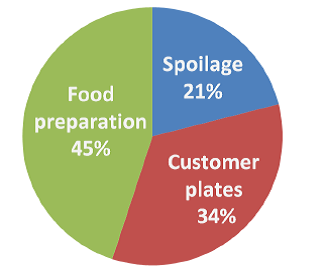 Spoilage
21%
Food
preparation
45%
Customer
plates
34%